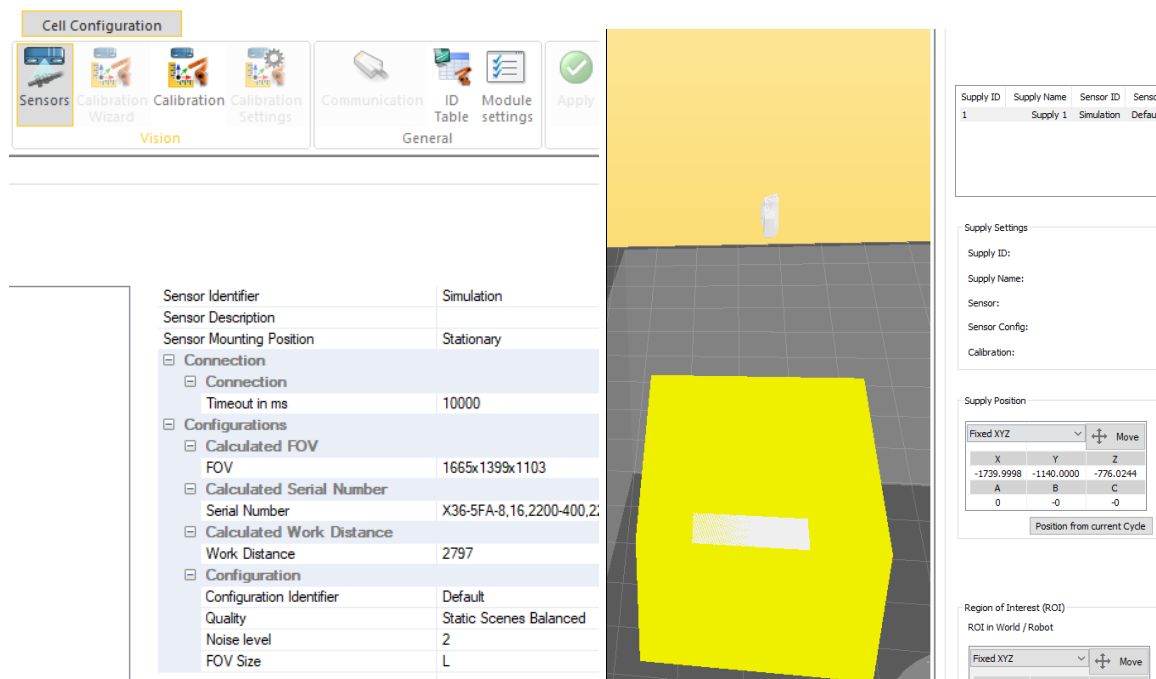 Cell Configuration
Sensors
Calibration Wizard
Calibration
Calibration Settings
Vision
Communication
ID Table
Module settings
General
Apply
Sensor Identifier Simulation
Sensor Description
Sensor Mounting Position Stationary
Connection
Connection
Timeout in ms 10000
Configurations
Calculated FOV
FOV 1665x1399x1103
Calculated Serial Number
Serial Number X36-5FA-8,16,2200-400,2
Calculated Work Distance
Work Distance 2797
Configuration
Configuration Identifier Default
Quality Static Scenes Balanced
Noise level 2
FOV Size L
Supply ID Supply Name Sensor ID Senso
1 Supply 1 Simulation Defau
Supply Settings
Supply ID:
Supply Name:
Sensor:
Sensor Config:
Calibration:
Supply Position
Fixed XYZ Move
X Y Z
-1739.9998 -1140.0000 -776.0244
A B C
0 -0 -0
Position from current Cycle
Region of Interest (ROI)
ROI in World / Robot
Fixed XYZ Move